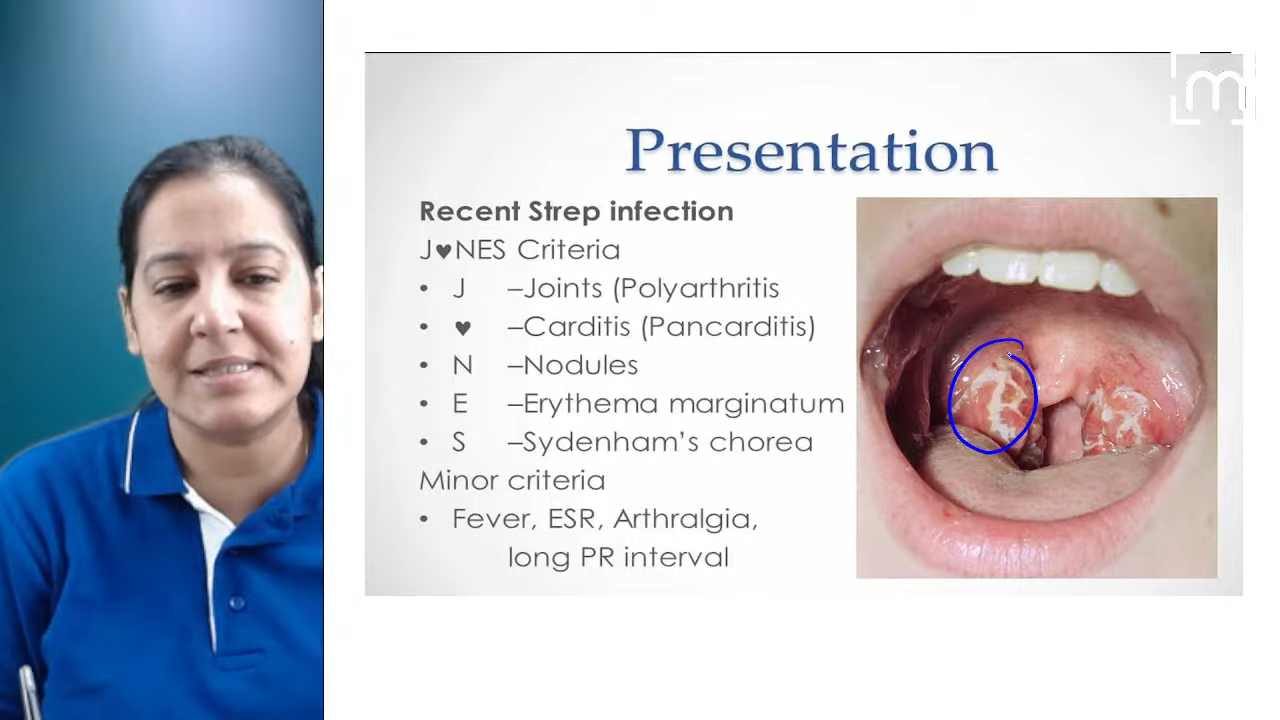 Presentation
Recent Strep infection
J♥NES Criteria
• J –Joints (Polyarthritis
• ♥ –Carditis (Pancarditis)
• N –Nodules
• E –Erythema marginatum
• S –Sydenham’s chorea
Minor criteria
• Fever, ESR, Arthralgia,
long PR interval
m